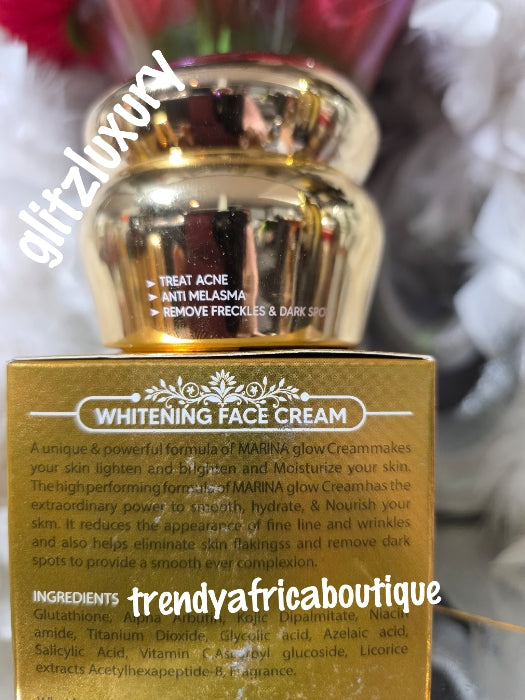 glitzluxury
➤ TREAT ACNE
➤ ANTI MELASMA
➤ REMOVE FRECKLES & DARK SPO
WHITENING FACE CREAM
A unique & powerful formula of MARINA glow Creammakes
your skin lighten and brighten and Moisturize your skin.
The high performing formula of MARINA glow Cream has the
extraordinary power to smooth, hydrate, & Nourish your
skm. It reduces the appearance of fine line and wrinkles
and also helps eliminate skin flakingss and remove dark
spots to provide a smooth ever complexion.
INGREDIENTS
trendyafricaboutique
Glutathione, Alpha Arbutin, Kojic Dipalmitate, Niacin
amide, Titanium Dioxide, Glycolic acid, Azelaic acid,
Salicylic Acid, Vitamin C,Ascorbyl glucoside, Licorice
extracts Acetylhexapeptide-8, Fragrance.